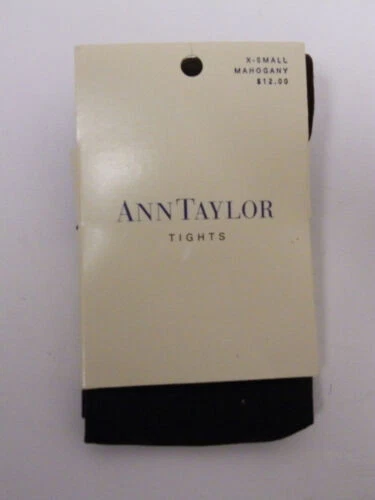 X-SMALL
MAHOGANY
$12.00
ANNTAYLOR
TIGHTS